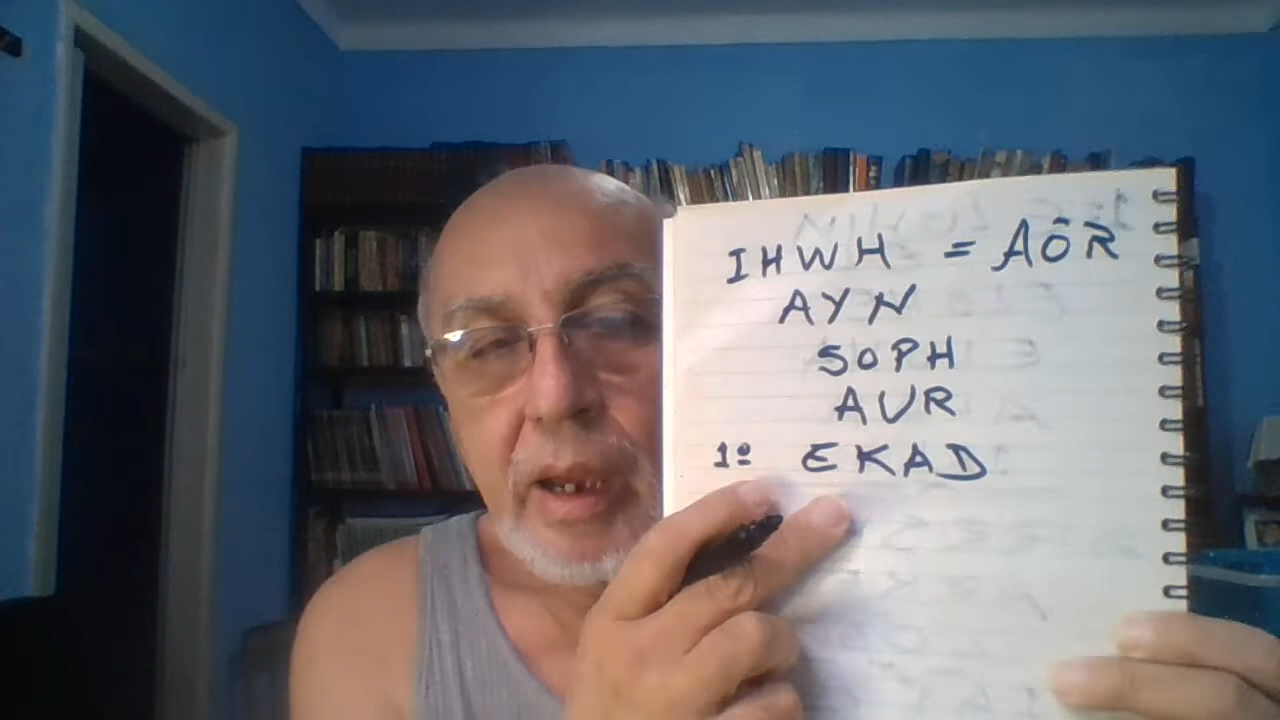 IHWH = AÔR
AYN
SOPH
AUR
1º EKAD